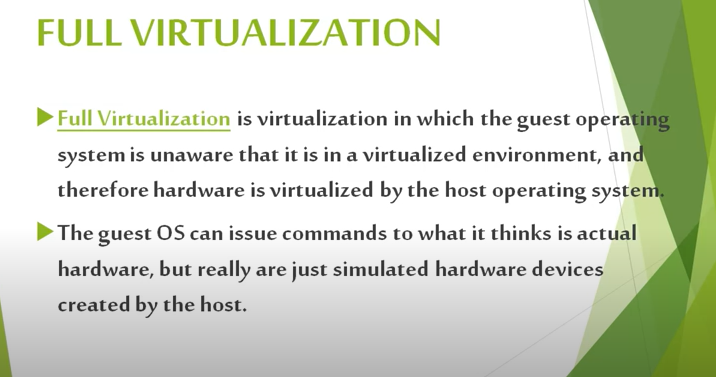 FULL VIRTUALIZATION
Full Virtualization is virtualization in which the guest operating
system is unaware that it is in a virtualized environment, and
therefore hardware is virtualized by the host operating system.
The guest OS can issue commands to what it thinks is actual
hardware, but really are just simulated hardware devices
created by the host.